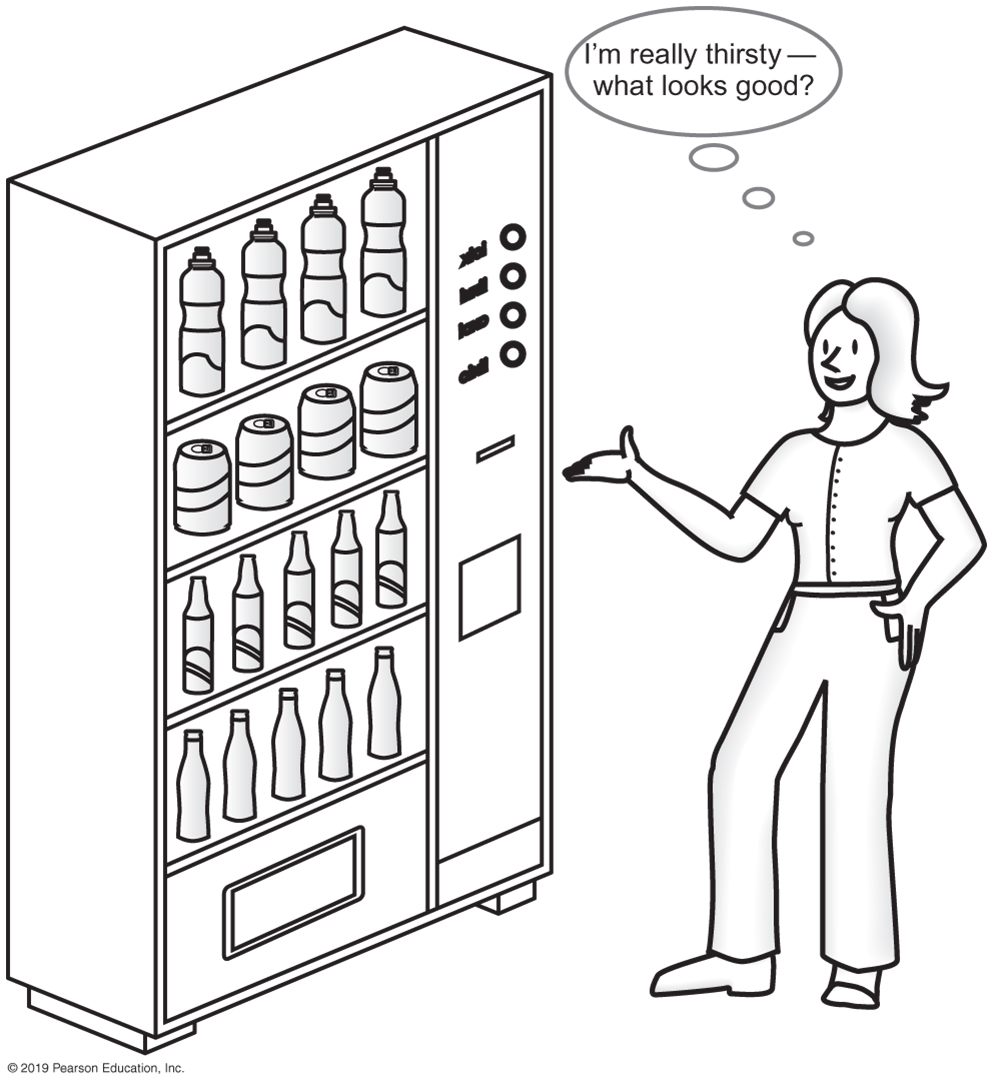 I'm really thirsty —
what looks good?
© 2019 Pearson Education, Inc.